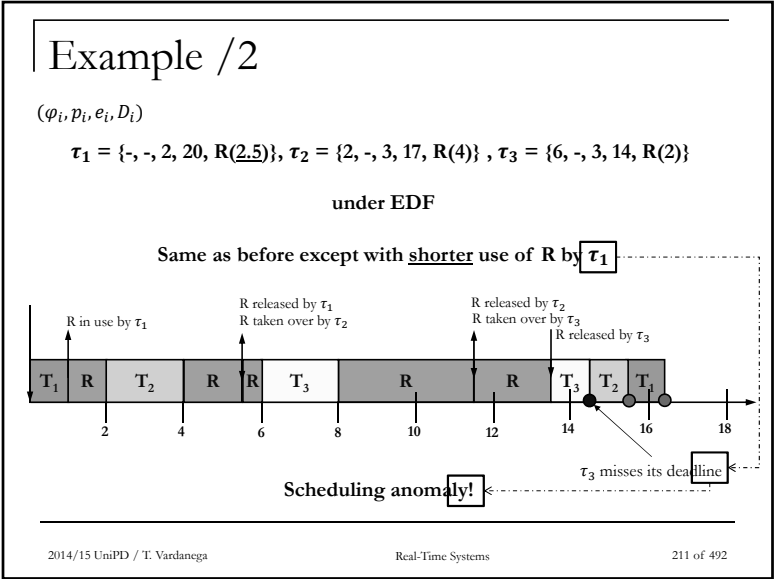 Example /2
(φᵢ, pᵢ, eᵢ, Dᵢ)
τ₁ = {-, -, 2, 20, R(2.5)}, τ₂ = {2, -, 3, 17, R(4)} , τ₃ = {6, -, 3, 14, R(2)}
under EDF
Same as before except with shorter use of R by τ₁
R in use by τ₁
R released by τ₁
R taken over by τ₂
R released by τ₂
R taken over by τ₃
R released by τ₃
T₁ R T₂ R R T₃ R R T₃ T₂ T₁
2 4 6 8 10 12 14 16 18
τ₃ misses its deadline
Scheduling anomaly!
2014/15 UniPD / T. Vardanega Real-Time Systems 211 of 492